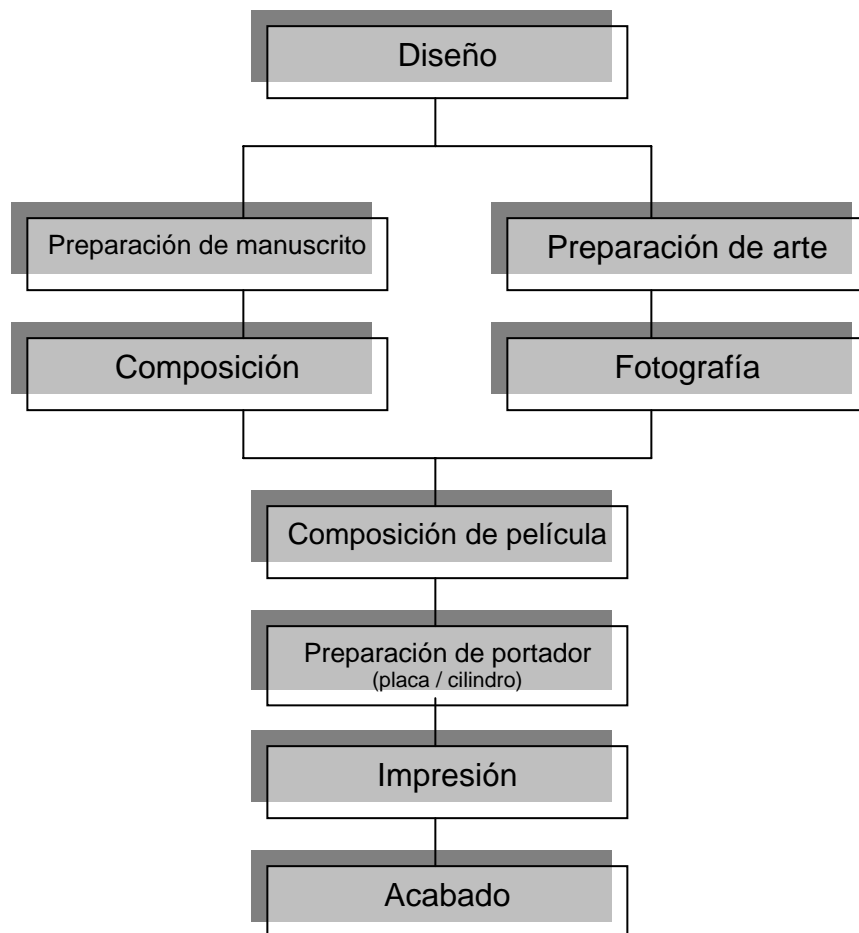 Diseño
Preparación de manuscrito
Preparación de arte
Composición
Fotografía
Composición de película
Preparación de portador
(placa / cilindro)
Impresión
Acabado